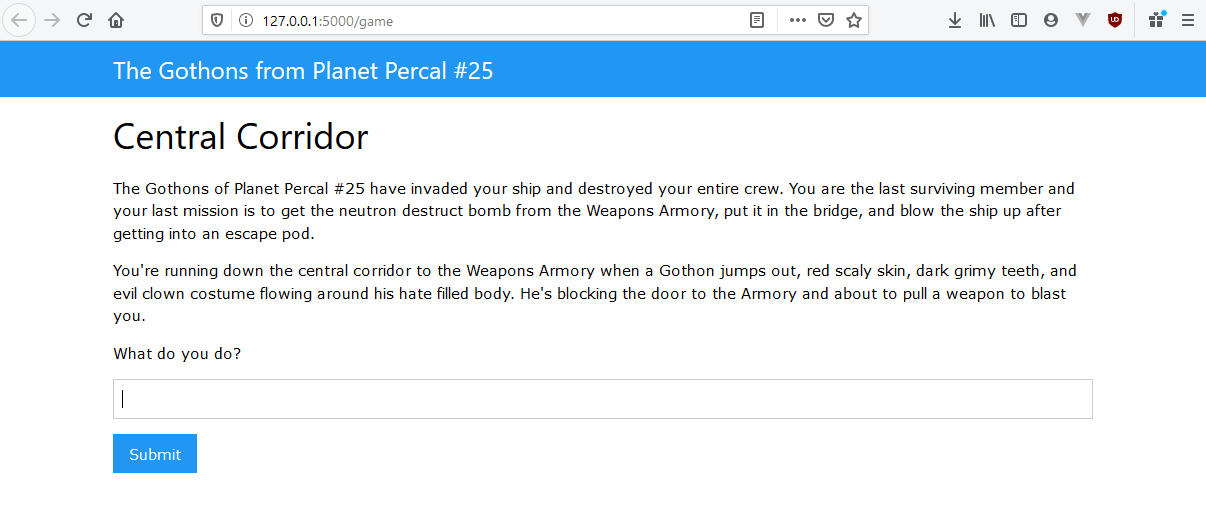 127.0.0.1:5000/game
The Gothons from Planet Percal #25
Central Corridor
The Gothons of Planet Percal #25 have invaded your ship and destroyed your entire crew. You are the last surviving member and
your last mission is to get the neutron destruct bomb from the Weapons Armory, put it in the bridge, and blow the ship up after
getting into an escape pod.
You're running down the central corridor to the Weapons Armory when a Gothon jumps out, red scaly skin, dark grimy teeth, and
evil clown costume flowing around his hate filled body. He's blocking the door to the Armory and about to pull a weapon to blast
you.
What do you do?
Submit